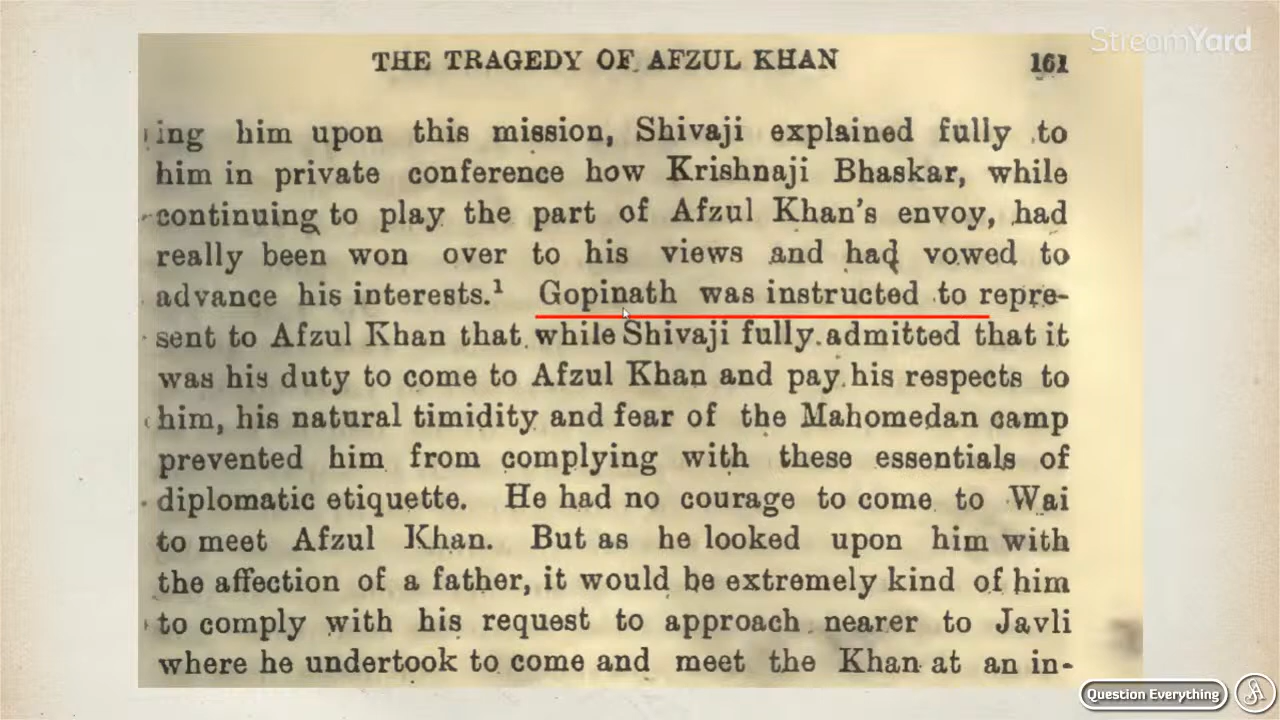 StreamYard
THE TRAGEDY OF AFZUL KHAN 161
ing him upon this mission, Shivaji explained fully to
him in private conference how Krishnaji Bhaskar, while
continuing to play the part of Afzul Khan's envoy, had
really been won over to his views and had vowed to
advance his interests.¹ Gopinath was instructed to repre-
sent to Afzul Khan that while Shivaji fully admitted that it
was his duty to come to Afzul Khan and pay his respects to
him, his natural timidity and fear of the Mahomedan camp
prevented him from complying with these essentials of
diplomatic etiquette. He had no courage to come to Wai
to meet Afzul Khan. But as he looked upon him with
the affection of a father, it would be extremely kind of him
to comply with his request to approach nearer to Javli
where he undertook to come and meet the Khan at an in-
Question Everything